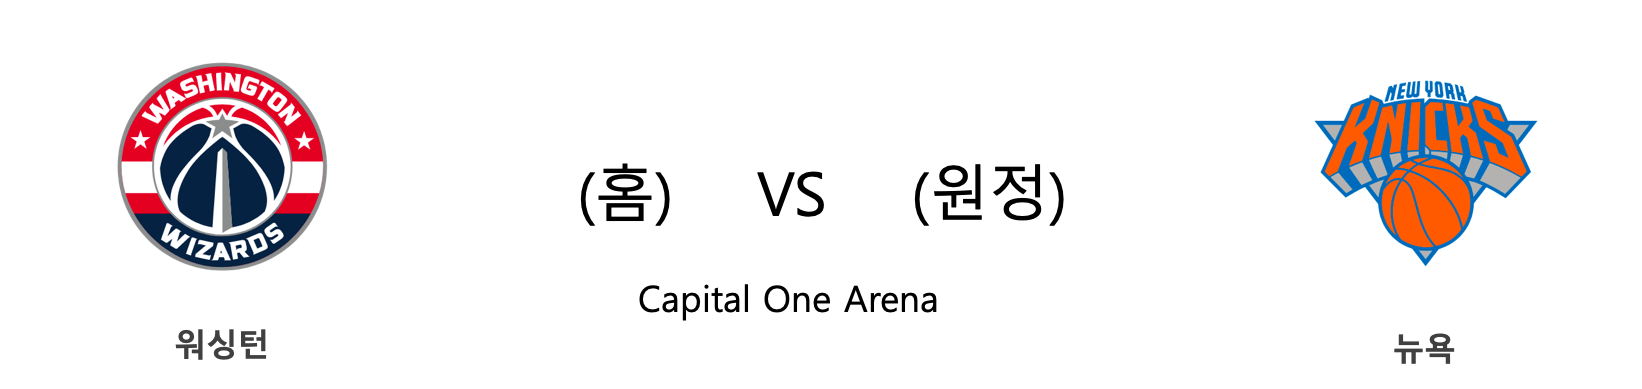 WASHINGTON
WIZARDS
NEW YORK
KNICKS
(홈) VS (원정)
Capital One Arena
워싱턴
뉴욕